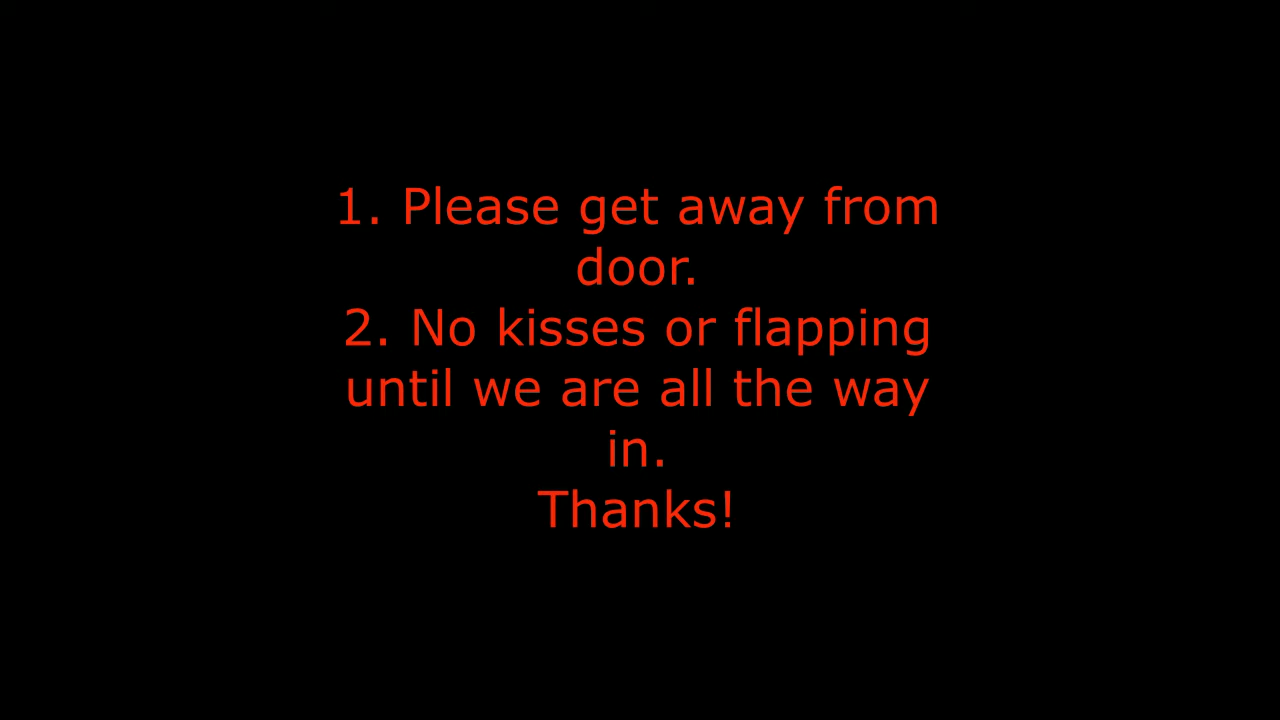 1. Please get away from
door.
2. No kisses or flapping
until we are all the way
in.
Thanks!